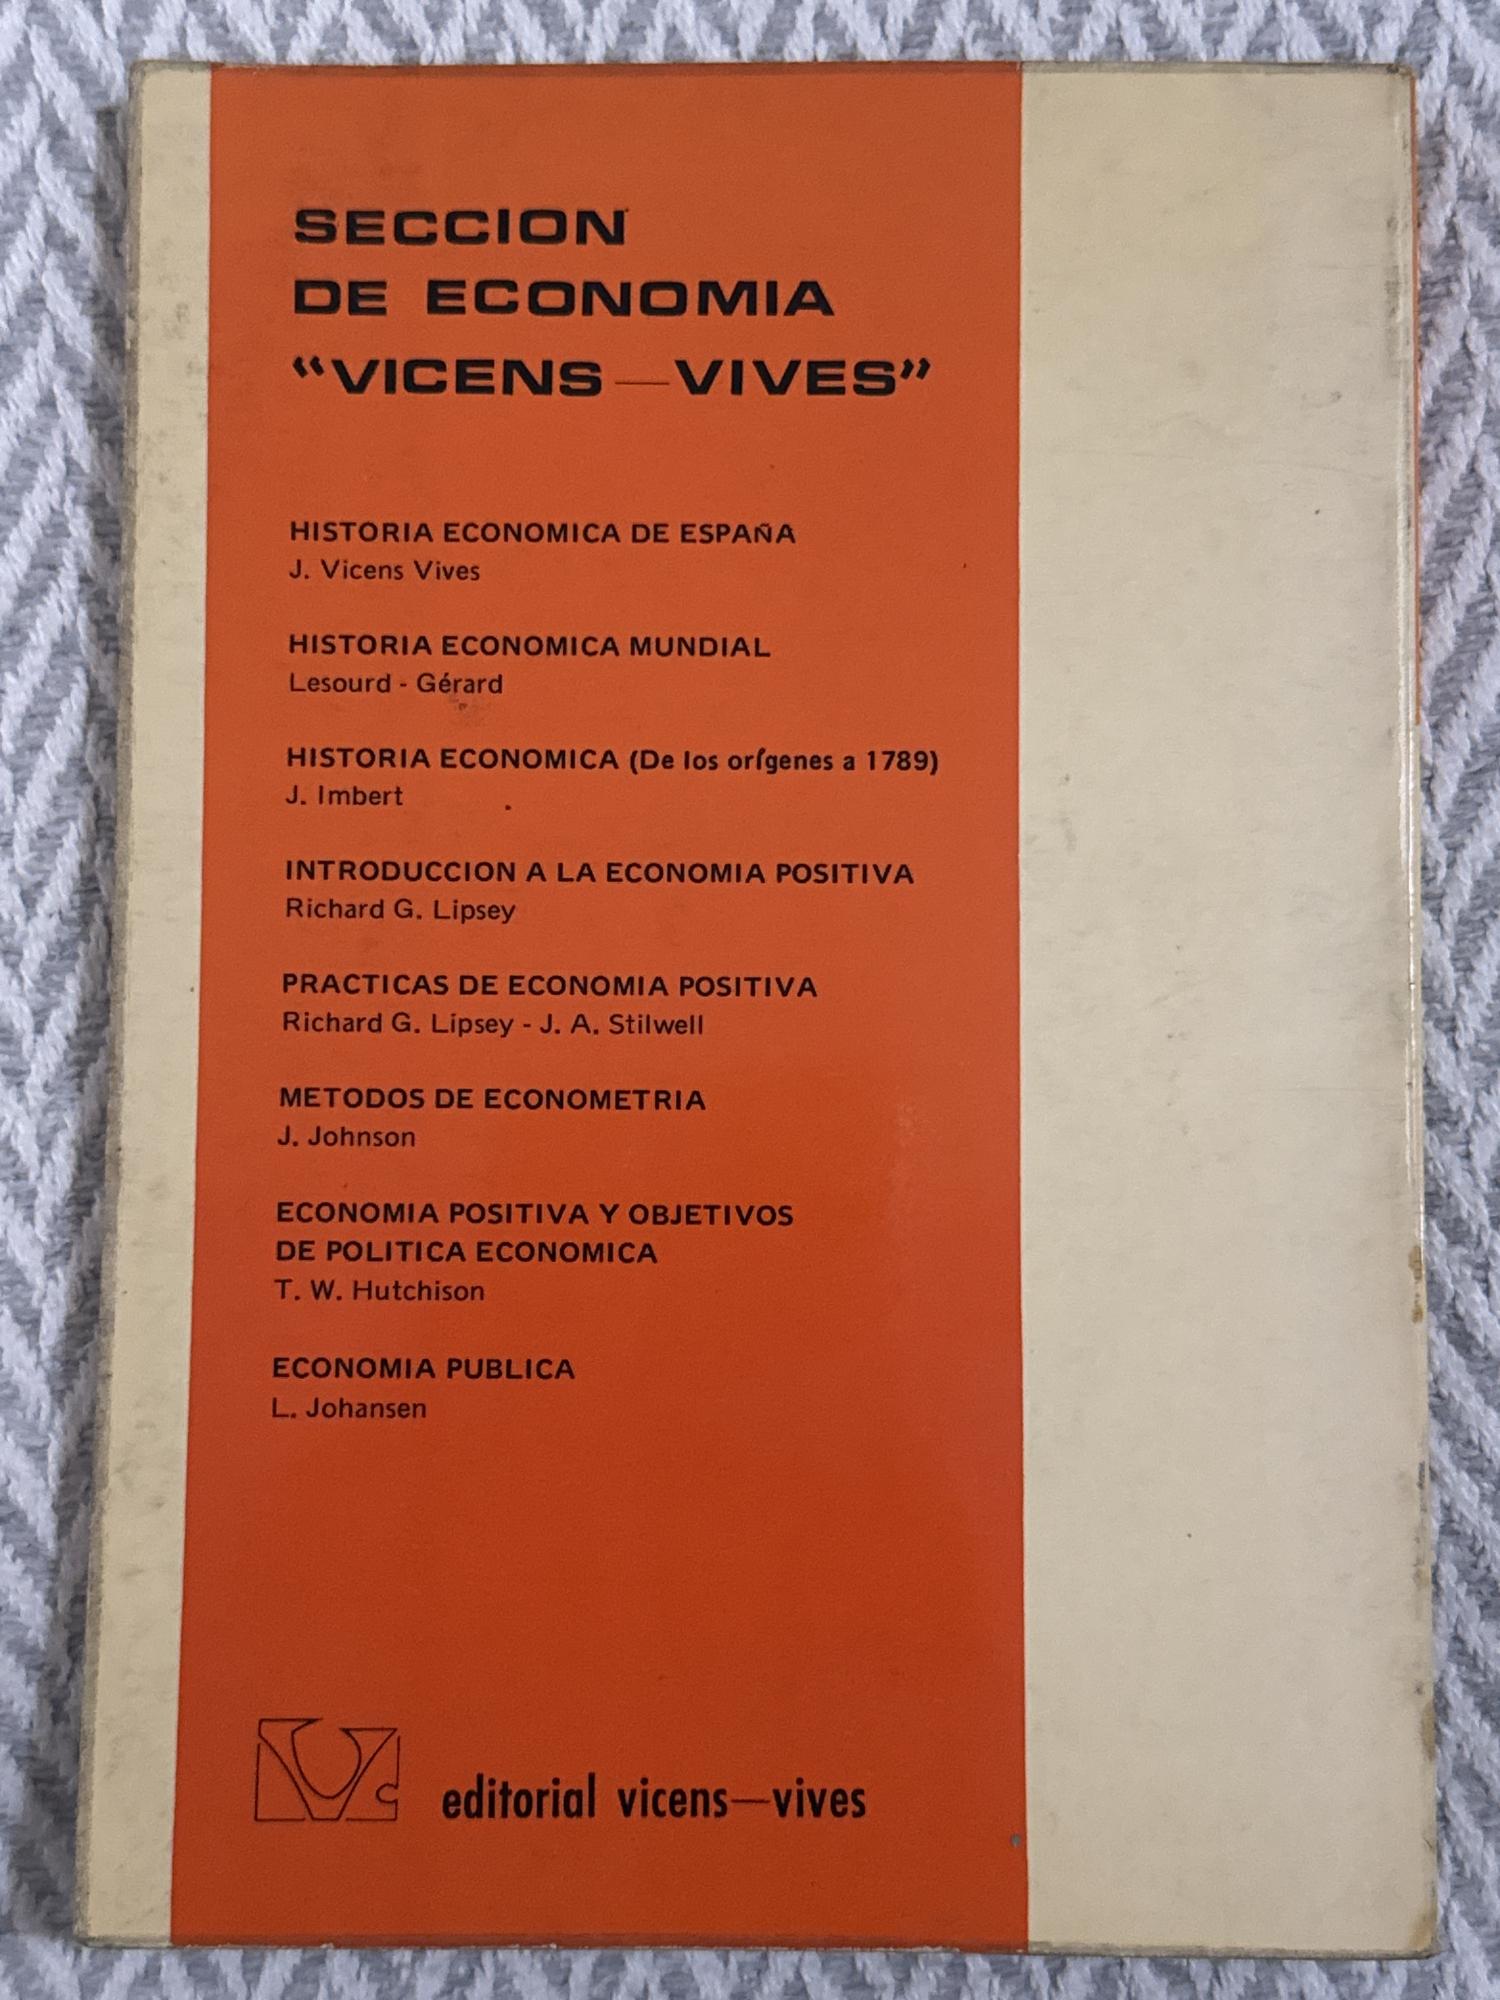 SECCION
DE ECONOMIA
“VICENS—VIVES”
HISTORIA ECONOMICA DE ESPAÑA
J. Vicens Vives
HISTORIA ECONOMICA MUNDIAL
Lesourd - Gérard
HISTORIA ECONOMICA (De los orígenes a 1789)
J. Imbert
INTRODUCCION A LA ECONOMIA POSITIVA
Richard G. Lipsey
PRACTICAS DE ECONOMIA POSITIVA
Richard G. Lipsey - J. A. Stilwell
METODOS DE ECONOMETRIA
J. Johnson
ECONOMIA POSITIVA Y OBJETIVOS
DE POLITICA ECONOMICA
T. W. Hutchison
ECONOMIA PUBLICA
L. Johansen
editorial vicens—vives